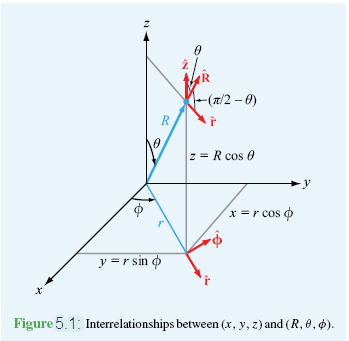 z
θ
ẑ
R̂
(π/2 – θ)
R
r̂
θ
z = R cos θ
y
ϕ
x = r cos ϕ
r
ϕ̂
y = r sin ϕ
r̂
x
Figure 5.1: Interrelationships between (x, y, z) and (R, θ, ϕ).